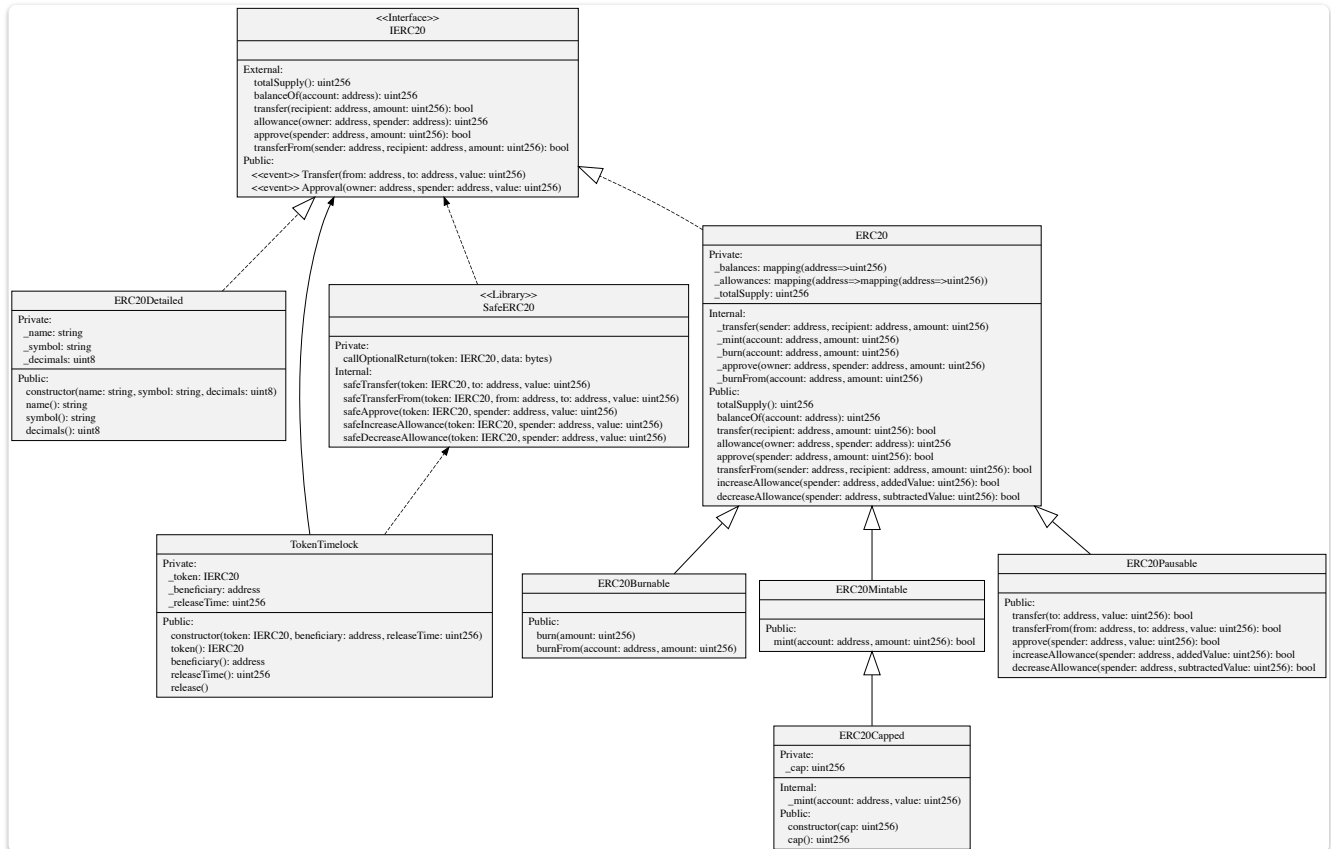 <<Interface>>
IERC20
External:
totalSupply(): uint256
balanceOf(account: address): uint256
transfer(recipient: address, amount: uint256): bool
allowance(owner: address, spender: address): uint256
approve(spender: address, amount: uint256): bool
transferFrom(sender: address, recipient: address, amount: uint256): bool
Public:
<<event>> Transfer(from: address, to: address, value: uint256)
<<event>> Approval(owner: address, spender: address, value: uint256)
ERC20
Private:
_balances: mapping(address=>uint256)
_allowances: mapping(address=>mapping(address=>uint256))
_totalSupply: uint256
Internal:
_transfer(sender: address, recipient: address, amount: uint256)
_mint(account: address, amount: uint256)
_burn(account: address, amount: uint256)
_approve(owner: address, spender: address, amount: uint256)
_burnFrom(account: address, amount: uint256)
Public:
totalSupply(): uint256
balanceOf(account: address): uint256
transfer(recipient: address, amount: uint256): bool
allowance(owner: address, spender: address): uint256
approve(spender: address, amount: uint256): bool
transferFrom(sender: address, recipient: address, amount: uint256): bool
increaseAllowance(spender: address, addedValue: uint256): bool
decreaseAllowance(spender: address, subtractedValue: uint256): bool
ERC20Detailed
Private:
_name: string
_symbol: string
_decimals: uint8
Public:
constructor(name: string, symbol: string, decimals: uint8)
name(): string
symbol(): string
decimals(): uint8
<<Library>>
SafeERC20
Private:
callOptionalReturn(token: IERC20, data: bytes)
Internal:
safeTransfer(token: IERC20, to: address, value: uint256)
safeTransferFrom(token: IERC20, from: address, to: address, value: uint256)
safeApprove(token: IERC20, spender: address, value: uint256)
safeIncreaseAllowance(token: IERC20, spender: address, value: uint256)
safeDecreaseAllowance(token: IERC20, spender: address, value: uint256)
TokenTimelock
Private:
_token: IERC20
_beneficiary: address
_releaseTime: uint256
Public:
constructor(token: IERC20, beneficiary: address, releaseTime: uint256)
token(): IERC20
beneficiary(): address
releaseTime(): uint256
release()
ERC20Burnable
Public:
burn(amount: uint256)
burnFrom(account: address, amount: uint256)
ERC20Mintable
Public:
mint(account: address, amount: uint256): bool
ERC20Pausable
Public:
transfer(to: address, value: uint256): bool
transferFrom(from: address, to: address, value: uint256): bool
approve(spender: address, value: uint256): bool
increaseAllowance(spender: address, addedValue: uint256): bool
decreaseAllowance(spender: address, subtractedValue: uint256): bool
ERC20Capped
Private:
_cap: uint256
Internal:
_mint(account: address, value: uint256)
Public:
constructor(cap: uint256)
cap(): uint256